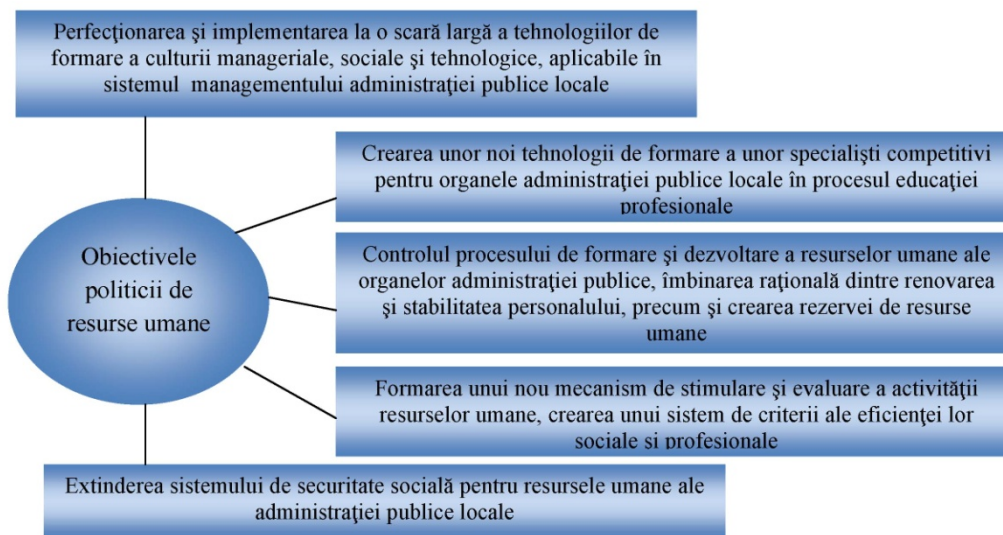 Perfecţionarea şi implementarea la o scară largă a tehnologiilor de
formare a culturii manageriale, sociale şi tehnologice, aplicabile în
sistemul managementului administraţiei publice locale
Crearea unor noi tehnologii de formare a unor specialişti competitivi
pentru organele administraţiei publice locale în procesul educaţiei
profesionale
Obiectivele
politicii de
resurse umane
Controlul procesului de formare şi dezvoltare a resurselor umane ale
organelor administraţiei publice, îmbinarea raţională dintre renovarea
şi stabilitatea personalului, precum şi crearea rezervei de resurse
umane
Formarea unui nou mecanism de stimulare şi evaluare a activităţii
resurselor umane, crearea unui sistem de criterii ale eficienţei lor
sociale şi profesionale
Extinderea sistemului de securitate socială pentru resursele umane ale
administraţiei publice locale